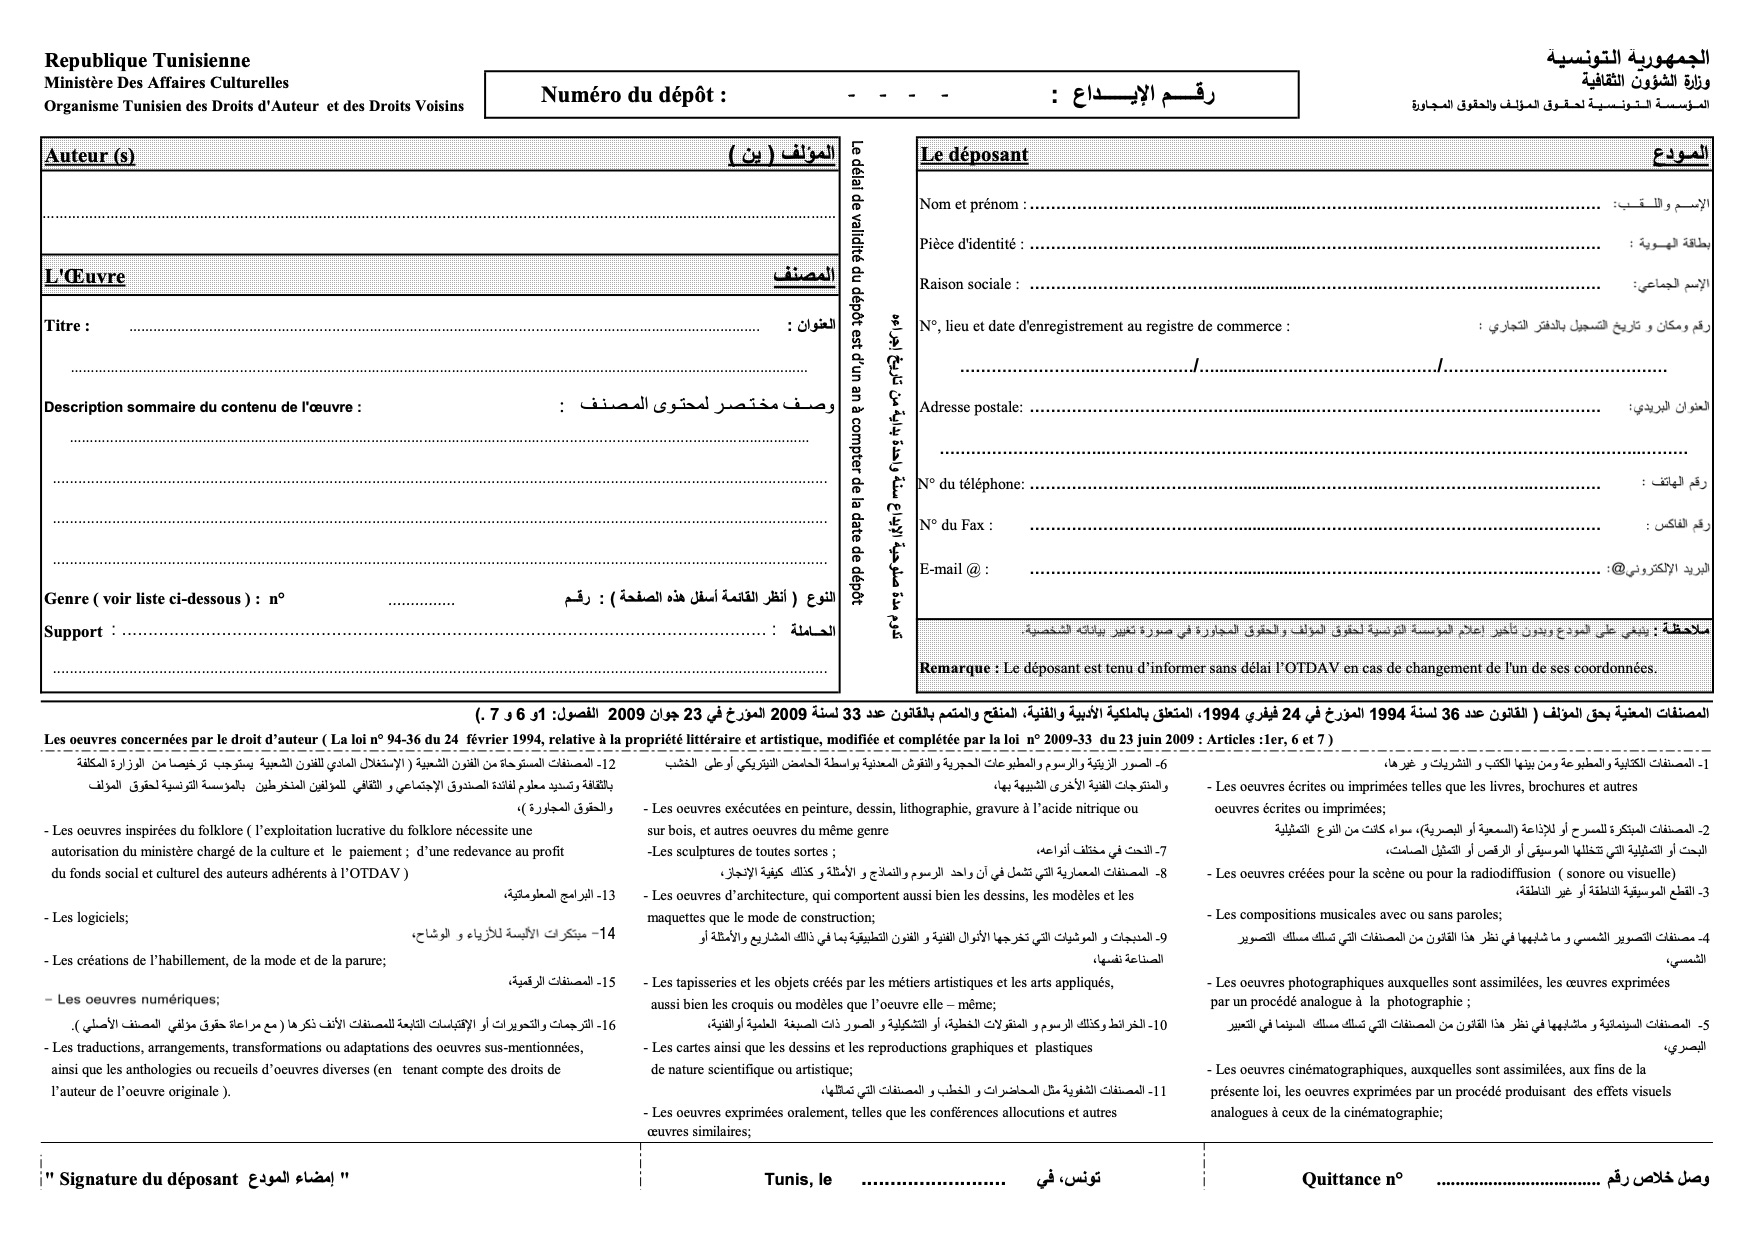 Republique Tunisienne
Ministère Des Affaires Culturelles
Organisme Tunisien des Droits d'Auteur et des Droits Voisins
Numéro du dépôt : - - - - رقـــم الإيـــــداع :
الجمهورية التونسية
وزارة الشؤون الثقافية
المؤسسة التونسية لحقوق المؤلف والحقوق المجاورة
Auteur (s) المؤلف ( ين )
L'Œuvre المصنف
Titre : العنوان :
Description sommaire du contenu de l'œuvre : وصف مختصر لمحتوى المصنف :
Genre ( voir liste ci-dessous ) : n° .............. النوع ( أنظر القائمة أسفل هذه الصفحة ) : رقم
Support : الحاملة :
Le délai de validité du dépôt est d’un an à compter de la date de dépôt
تدوم مدة صلوحية الإيداع سنة واحدة بداية من تاريخ إجراءه
Le déposant المودع
Nom et prénom : الإسم واللقب:
Pièce d'identité : بطاقة الهوية :
Raison sociale : الإسم الجماعي:
N°, lieu et date d'enregistrement au registre de commerce : رقم ومكان و تاريخ التسجيل بالدفتر التجاري :
Adresse postale: العنوان البريدي:
N° du téléphone: رقم الهاتف :
N° du Fax : رقم الفاكس :
E-mail @ : البريد الإلكتروني@:
ملاحظة : ينبغي على المودع وبدون تأخير إعلام المؤسسة التونسية لحقوق المؤلف والحقوق المجاورة في صورة تغيير بياناته الشخصية.
Remarque : Le déposant est tenu d’informer sans délai l’OTDAV en cas de changement de l'un de ses coordonnées.
المصنفات المعنية بحق المؤلف ( القانون عدد 36 لسنة 1994 المؤرخ في 24 فيفري 1994، المتعلق بالملكية الأدبية والفنية، المنقح والمتمم بالقانون عدد 33 لسنة 2009 المؤرخ في 23 جوان 2009 الفصول: 1و 6 و 7 .)
Les oeuvres concernées par le droit d’auteur ( La loi n° 94-36 du 24 février 1994, relative à la propriété littéraire et artistique, modifiée et complétée par la loi n° 2009-33 du 23 juin 2009 : Articles :1er, 6 et 7 )
1- المصنفات الكتابية والمطبوعة ومن بينها الكتب و النشريات و غيرها،
- Les oeuvres écrites ou imprimées telles que les livres, brochures et autres
oeuvres écrites ou imprimées;
2- المصنفات المبتكرة للمسرح أو للإذاعة (السمعية أو البصرية)، سواء كانت من النوع التمثيلية
البحت أو التمثيلية التي تتخللها الموسيقى أو الرقص أو التمثيل الصامت،
- Les oeuvres créées pour la scène ou pour la radiodiffusion ( sonore ou visuelle)
3- القطع الموسيقية الناطقة أو غير الناطقة،
- Les compositions musicales avec ou sans paroles;
4- مصنفات التصوير الشمسي و ما شابهها في نظر هذا القانون من المصنفات التي تسلك مسلك التصوير
الشمسي،
- Les oeuvres photographiques auxquelles sont assimilées, les œuvres exprimées
par un procédé analogue à la photographie ;
5- المصنفات السينمائية و ماشابهها في نظر هذا القانون من المصنفات التي تسلك مسلك السينما في التعبير
البصري،
- Les oeuvres cinématographiques, auxquelles sont assimilées, aux fins de la
présente loi, les oeuvres exprimées par un procédé produisant des effets visuels
analogues à ceux de la cinématographie;
6- الصور الزيتية والرسوم والمطبوعات الحجرية والنقوش المعدنية بواسطة الحامض النيتريكي أوعلى الخشب
والمنتوجات الفنية الأخرى الشبيهة بها،
- Les oeuvres exécutées en peinture, dessin, lithographie, gravure à l’acide nitrique ou
sur bois, et autres oeuvres du même genre
7- النحت في مختلف أنواعه،
-Les sculptures de toutes sortes ;
8- المصنفات المعمارية التي تشمل في آن واحد الرسوم والنماذج و الأمثلة و كذلك كيفية الإنجاز،
- Les oeuvres d’architecture, qui comportent aussi bien les dessins, les modèles et les
maquettes que le mode de construction;
9- المدبجات و الموشيات التي تخرجها الأنوال الفنية و الفنون التطبيقية بما في ذالك المشاريع والأمثلة أو
الصناعة نفسها،
- Les tapisseries et les objets créés par les métiers artistiques et les arts appliqués,
aussi bien les croquis ou modèles que l’oeuvre elle – même;
10- الخرائط وكذلك الرسوم و المنقولات الخطية، أو التشكيلية و الصور ذات الصبغة العلمية أوالفنية،
- Les cartes ainsi que les dessins et les reproductions graphiques et plastiques
de nature scientifique ou artistique;
11- المصنفات الشفوية مثل المحاضرات و الخطب و المصنفات التي تماثلها،
- Les oeuvres exprimées oralement, telles que les conférences allocutions et autres
œuvres similaires;
12- المصنفات المستوحاة من الفنون الشعبية ( الإستغلال المادي للفنون الشعبية يستوجب ترخيصا من الوزارة المكلفة
بالثقافة وتسديد معلوم لفائدة الصندوق الإجتماعي و الثقافي للمؤلفين المنخرطين بالمؤسسة التونسية لحقوق المؤلف
والحقوق المجاورة )،
- Les oeuvres inspirées du folklore ( l’exploitation lucrative du folklore nécessite une
autorisation du ministère chargé de la culture et le paiement ; d’une redevance au profit
du fonds social et culturel des auteurs adhérents à l’OTDAV )
13- البرامج المعلوماتية،
- Les logiciels;
14- مبتكرات الألبسة للأزياء و الوشاح،
- Les créations de l’habillement, de la mode et de la parure;
15- المصنفات الرقمية،
– Les oeuvres numériques;
16- الترجمات والتحويرات أو الإقتباسات التابعة للمصنفات الأنف ذكرها ( مع مراعاة حقوق مؤلفي المصنف الأصلي ).
- Les traductions, arrangements, transformations ou adaptations des oeuvres sus-mentionnées,
ainsi que les anthologies ou recueils d’oeuvres diverses (en tenant compte des droits de
l’auteur de l’oeuvre originale ).
" Signature du déposant إمضاء المودع "
Tunis, le ......................... تونس، في
Quittance n° ................................... وصل خلاص رقم